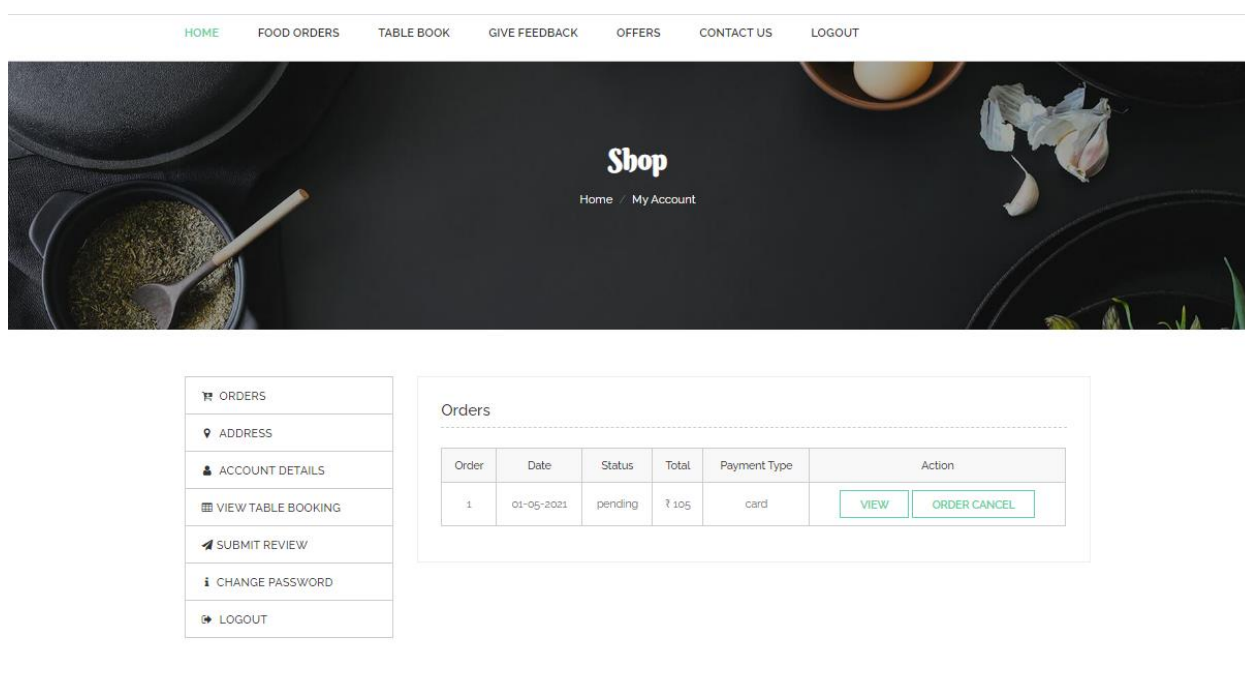 HOME FOOD ORDERS TABLE BOOK GIVE FEEDBACK OFFERS CONTACT US LOGOUT
Shop
Home / My Account
ORDERS
ADDRESS
ACCOUNT DETAILS
VIEW TABLE BOOKING
SUBMIT REVIEW
CHANGE PASSWORD
LOGOUT
Orders
Order Date Status Total Payment Type Action
1 01-05-2021 pending ₹ 105 card VIEW ORDER CANCEL